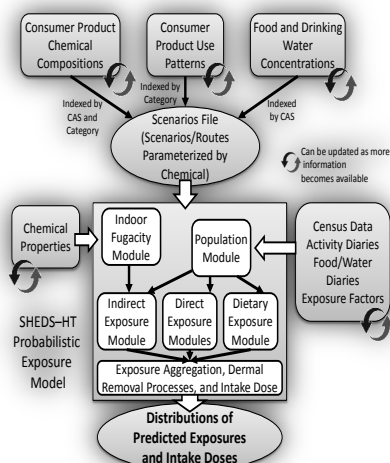 Consumer Product
Chemical
Compositions
Consumer
Product Use
Patterns
Food and Drinking
Water
Concentrations
Indexed by
CAS and
Category
Indexed by
Category
Indexed
by CAS
Scenarios File
(Scenarios/Routes
Parameterized by
Chemical)
Can be updated as more
information
becomes available
Chemical
Properties
Indoor
Fugacity
Module
Population
Module
Census Data
Activity Diaries
Food/Water
Diaries
Exposure Factors
SHEDS–HT
Probabilistic
Exposure
Model
Indirect
Exposure
Module
Direct
Exposure
Modules
Dietary
Exposure
Module
Exposure Aggregation, Dermal
Removal Processes, and Intake Dose
Distributions of
Predicted Exposures
and Intake Doses